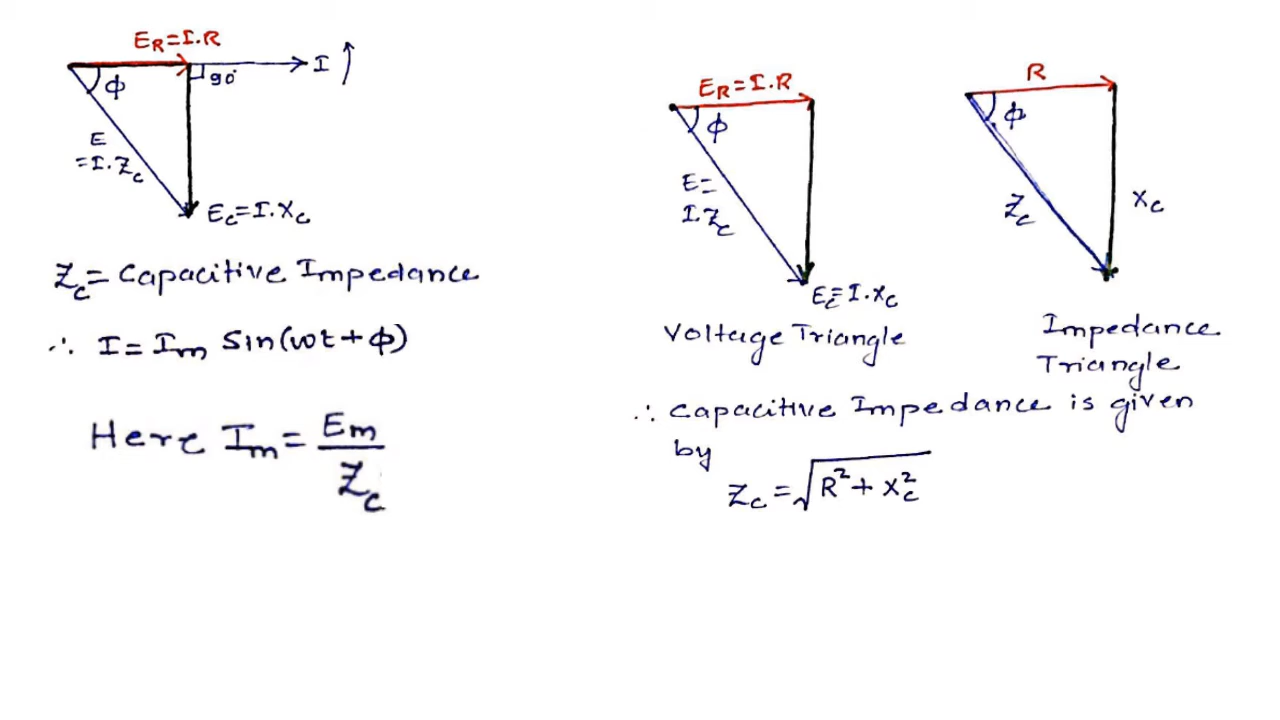 E_R = I.R
I
90°
ϕ
E
= I.Z_c
E_C = I.X_C
Z_c = Capacitive Impedance
∴ I = I_m Sin(ωt + ϕ)
Here I_m = E_m / Z_c
E_R = I.R
ϕ
E =
I.Z_c
E_C = I.X_C
Voltage Triangle
R
ϕ
Z_c
X_C
Impedance
Triangle
∴ Capacitive Impedance is given
by
Z_c = √(R² + X_C²)